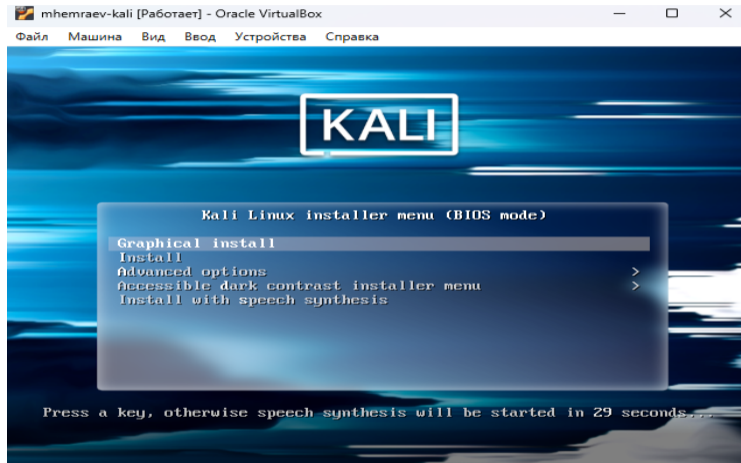 mhemraev-kali [Работает] - Oracle VirtualBox
Файл Машина Вид Ввод Устройства Справка
KALI
Kali Linux installer menu (BIOS mode)
Graphical install
Install
Advanced options >
Accessible dark contrast installer menu >
Install with speech synthesis
Press a key, otherwise speech synthesis will be started in 29 seconds...